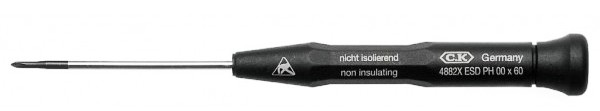 nicht isolierend
non insulating
C.K Germany
4882X ESD PH 00 x 60